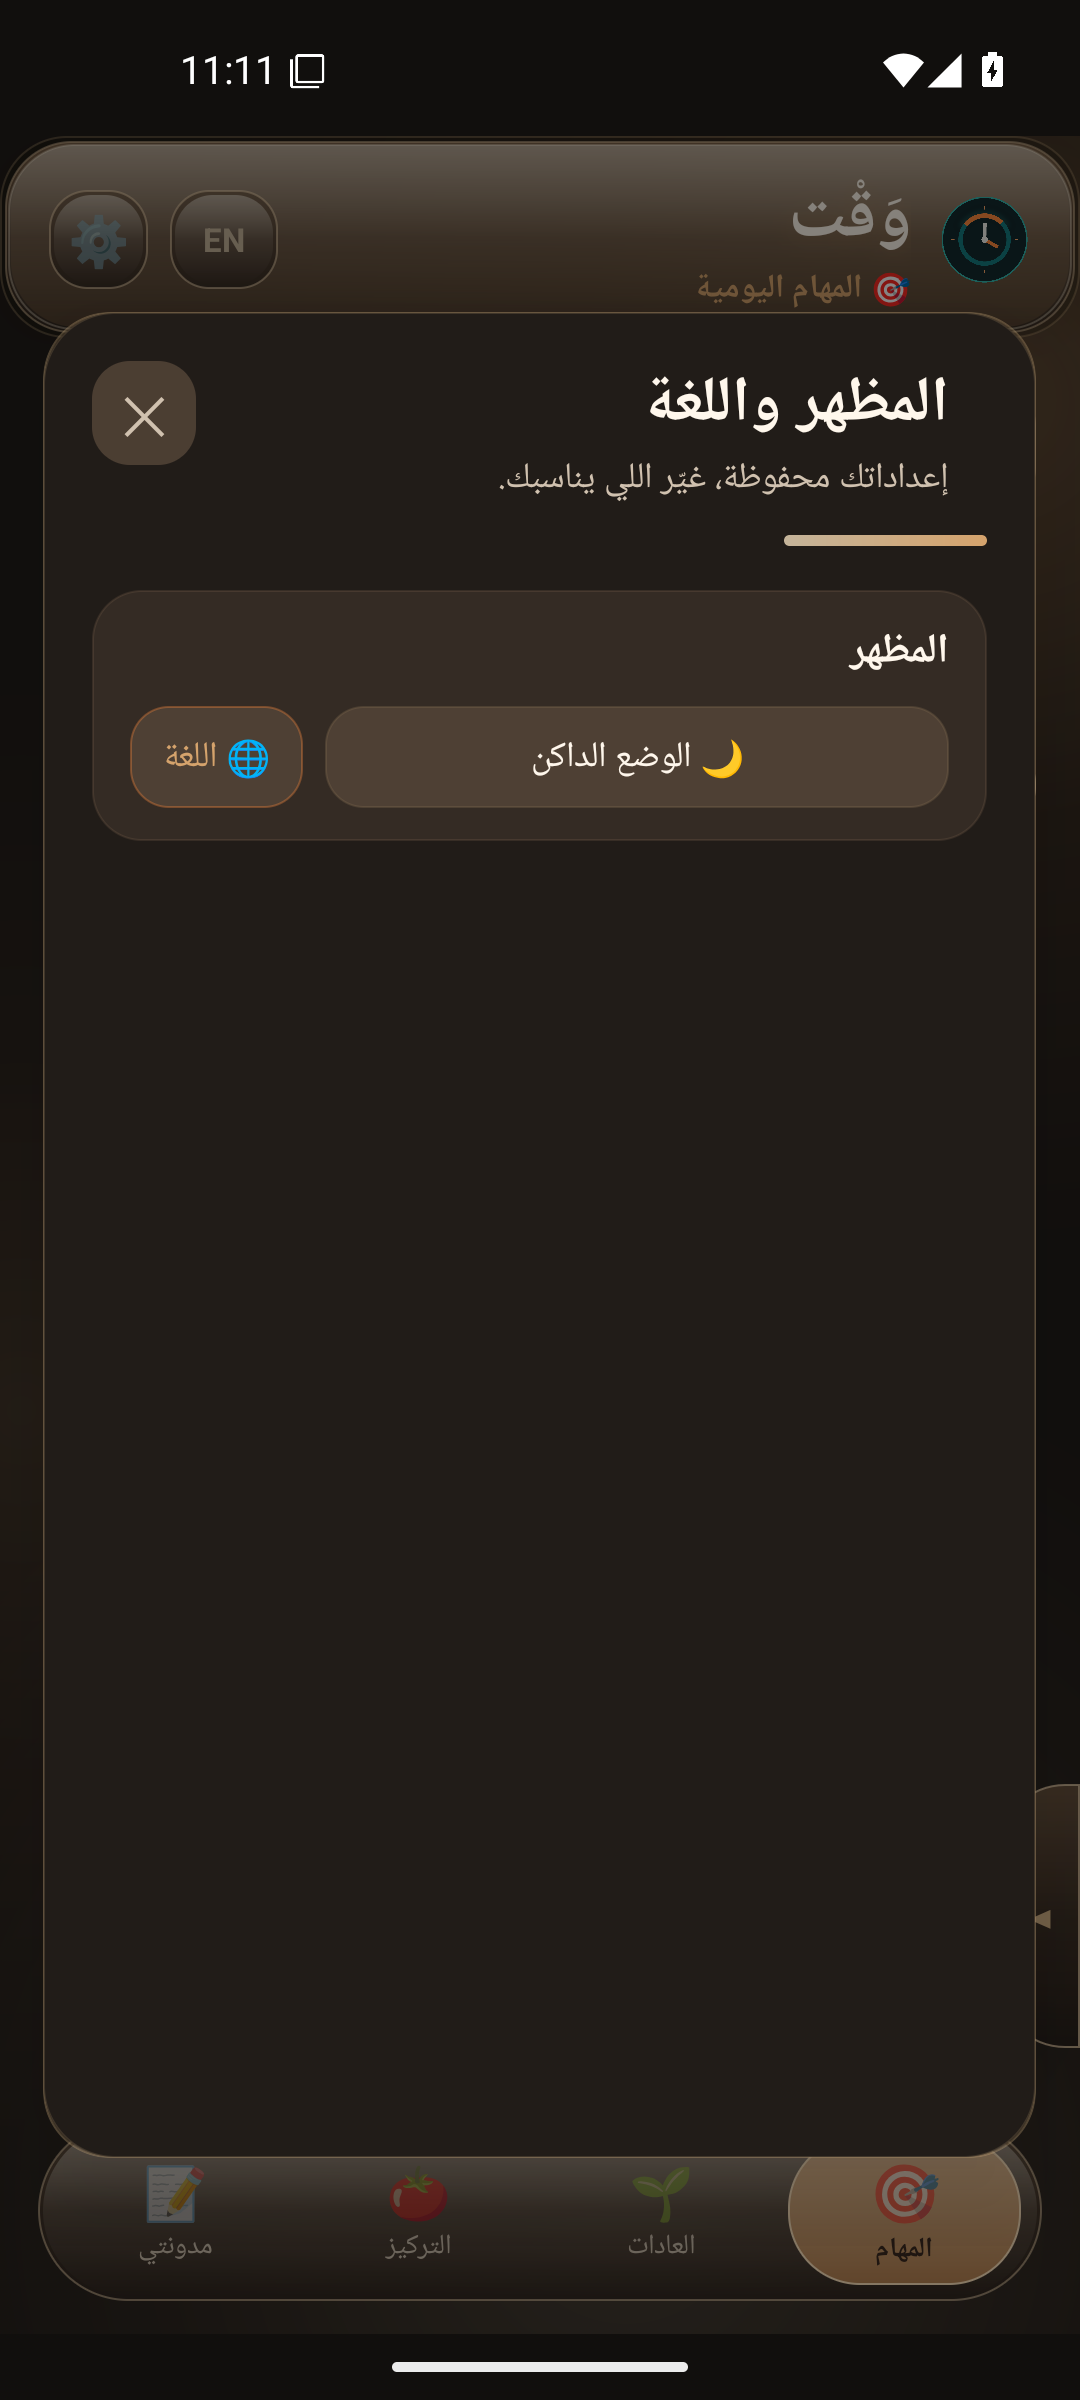 11:11
وَقْت
EN
🎯 المهام اليومية
المظهر واللغة
إعداداتك محفوظة، غيّر اللي يناسبك.
المظهر
🌙 الوضع الداكن
🌐 اللغة
المهام
العادات
التركيز
مدونتي